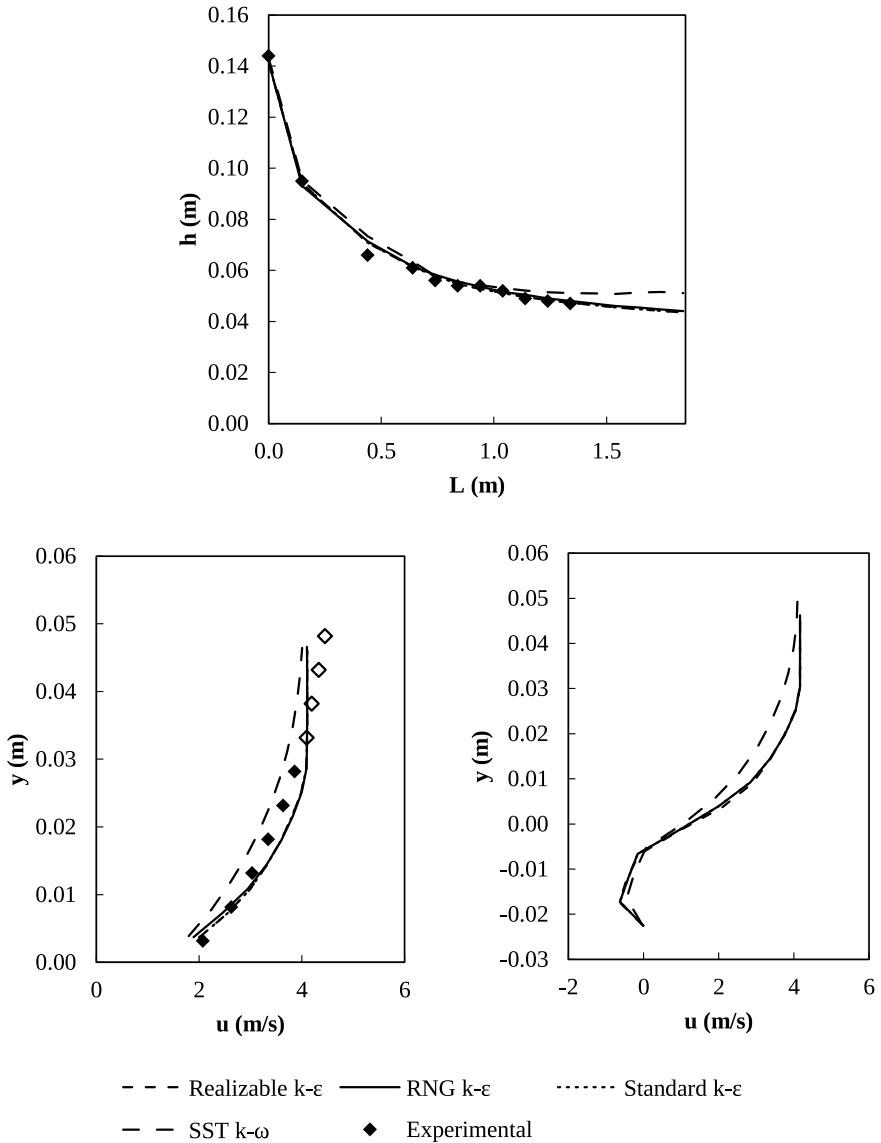 0.16
0.14
0.12
0.10
0.08
0.06
0.04
0.02
0.00
h (m)
0.0 0.5 1.0 1.5
L (m)
0.06
0.05
0.04
0.03
0.02
0.01
0.00
y (m)
0 2 4 6
u (m/s)
0.06
0.05
0.04
0.03
0.02
0.01
0.00
-0.01
-0.02
-0.03
y (m)
-2 0 2 4 6
u (m/s)
Realizable k-ε RNG k-ε Standard k-ε
SST k-ω Experimental